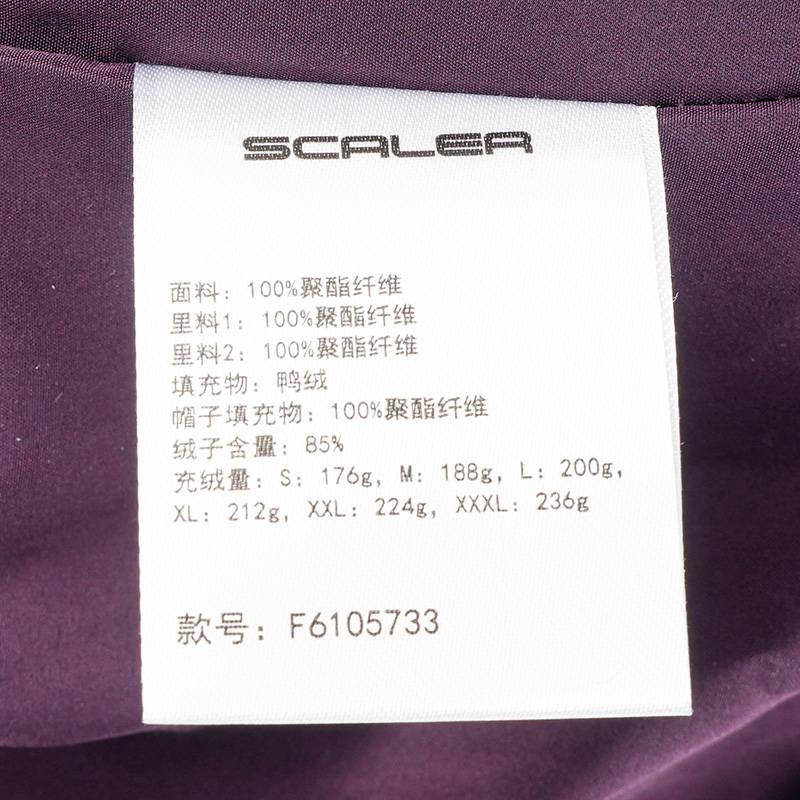 SCALER
面料: 100%聚酯纤维
里料1: 100%聚酯纤维
里料2: 100%聚酯纤维
填充物: 鸭绒
帽子填充物: 100%聚酯纤维
绒子含量: 85%
充绒量: S: 176g, M: 188g, L: 200g,
XL: 212g, XXL: 224g, XXXL: 236g
款号: F6105733